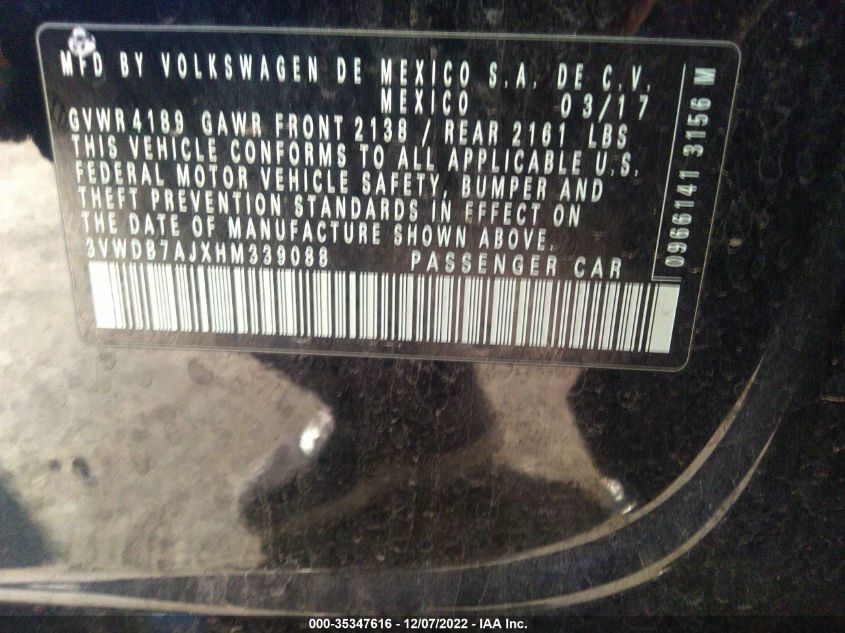 MFD BY VOLKSWAGEN DE MEXICO S.A. DE C.V.
MEXICO 03/17
GVWR 4189 GAWR FRONT 2138 / REAR 2161 LBS
THIS VEHICLE CONFORMS TO ALL APPLICABLE U.S.
FEDERAL MOTOR VEHICLE SAFETY, BUMPER AND
THEFT PREVENTION STANDARDS IN EFFECT ON
THE DATE OF MANUFACTURE SHOWN ABOVE.
3VWDB7AJXHM339088 PASSENGER CAR
0966141 3156 M
000-35347616 - 12/07/2022 - IAA Inc.